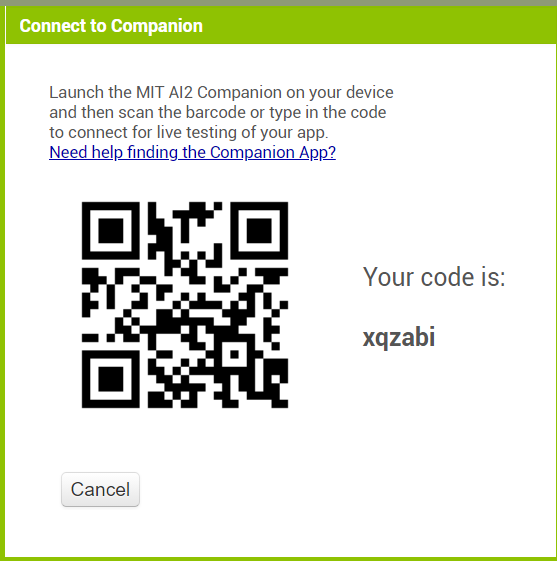 Connect to Companion
Launch the MIT AI2 Companion on your device
and then scan the barcode or type in the code
to connect for live testing of your app.
Need help finding the Companion App?
Your code is:
xqzabi
Cancel